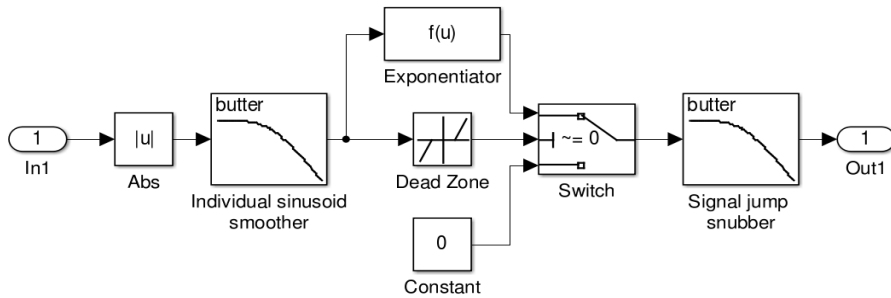 1
In1
|u|
Abs
butter
Individual sinusoid
smoother
f(u)
Exponentiator
Dead Zone
0
Constant
~= 0
Switch
butter
Signal jump
snubber
1
Out1